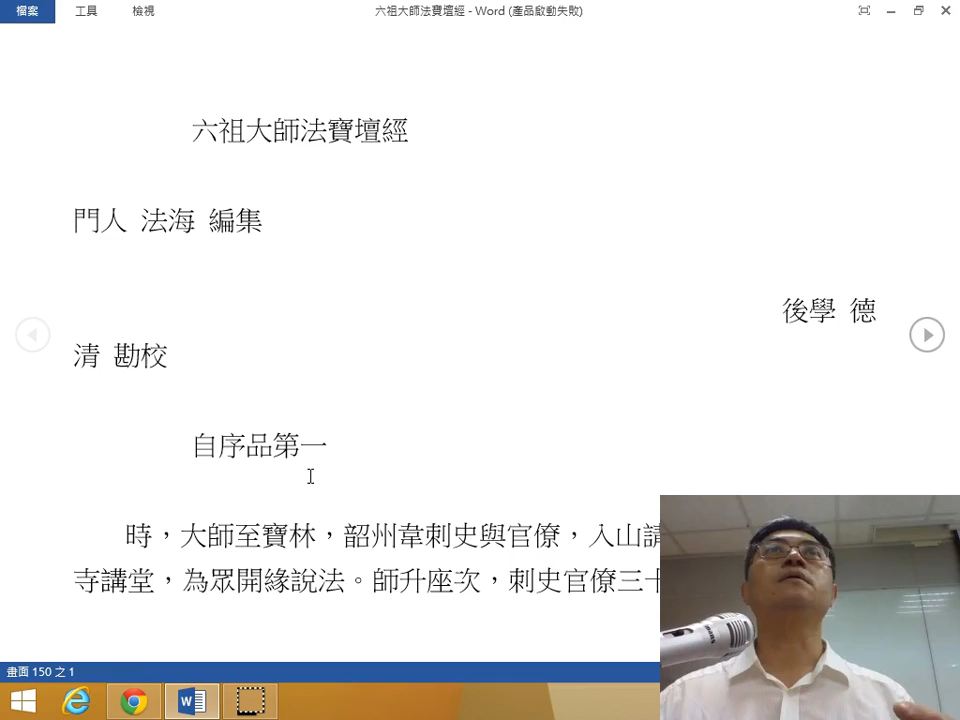 檔案 工具 檢視 六祖大師法寶壇經 - Word (產品啟動失敗)
六祖大師法寶壇經
門人 法海 編集
後學 德
清 勘校
自序品第一
時，大師至寶林，韶州韋刺史與官僚，入山請
寺講堂，為眾開緣說法。師升座次，刺史官僚三十
畫面 150 之 1